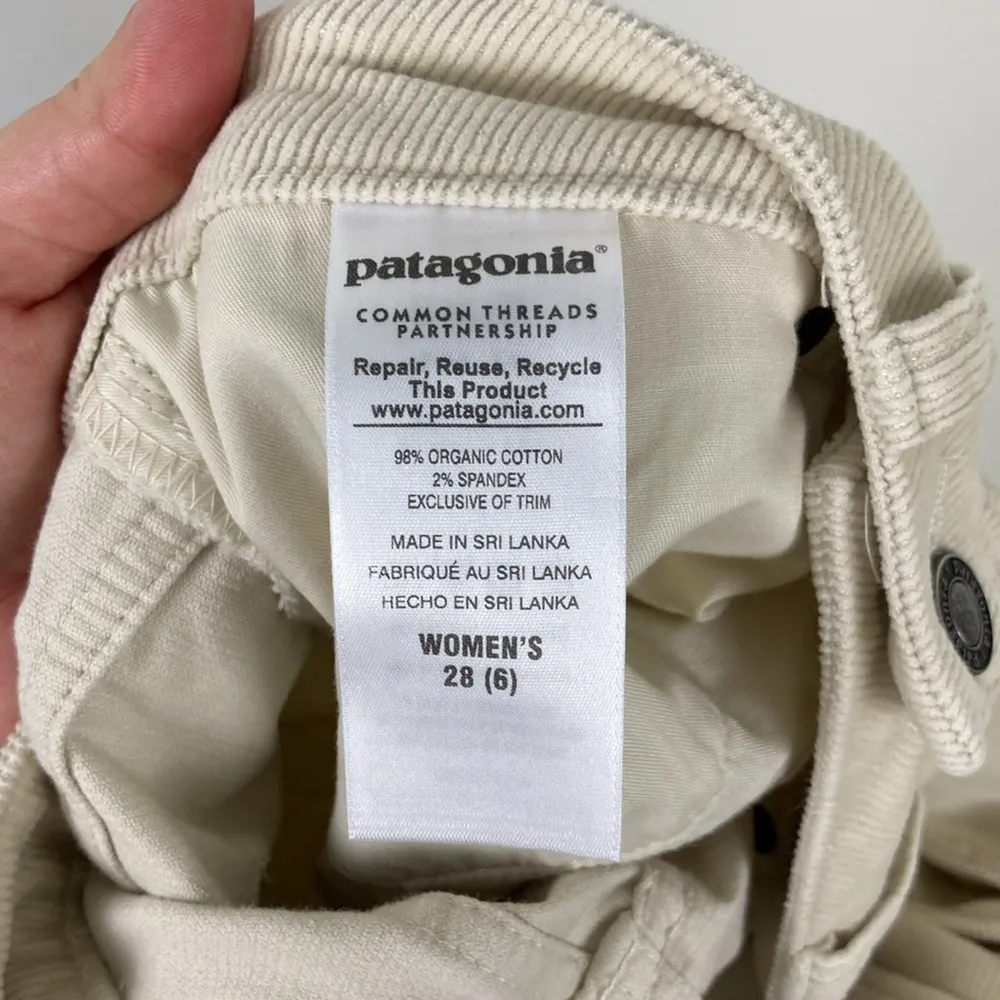 patagonia®
COMMON THREADS
PARTNERSHIP
Repair, Reuse, Recycle
This Product
www.patagonia.com
98% ORGANIC COTTON
2% SPANDEX
EXCLUSIVE OF TRIM
MADE IN SRI LANKA
FABRIQUÉ AU SRI LANKA
HECHO EN SRI LANKA
WOMEN'S
28 (6)